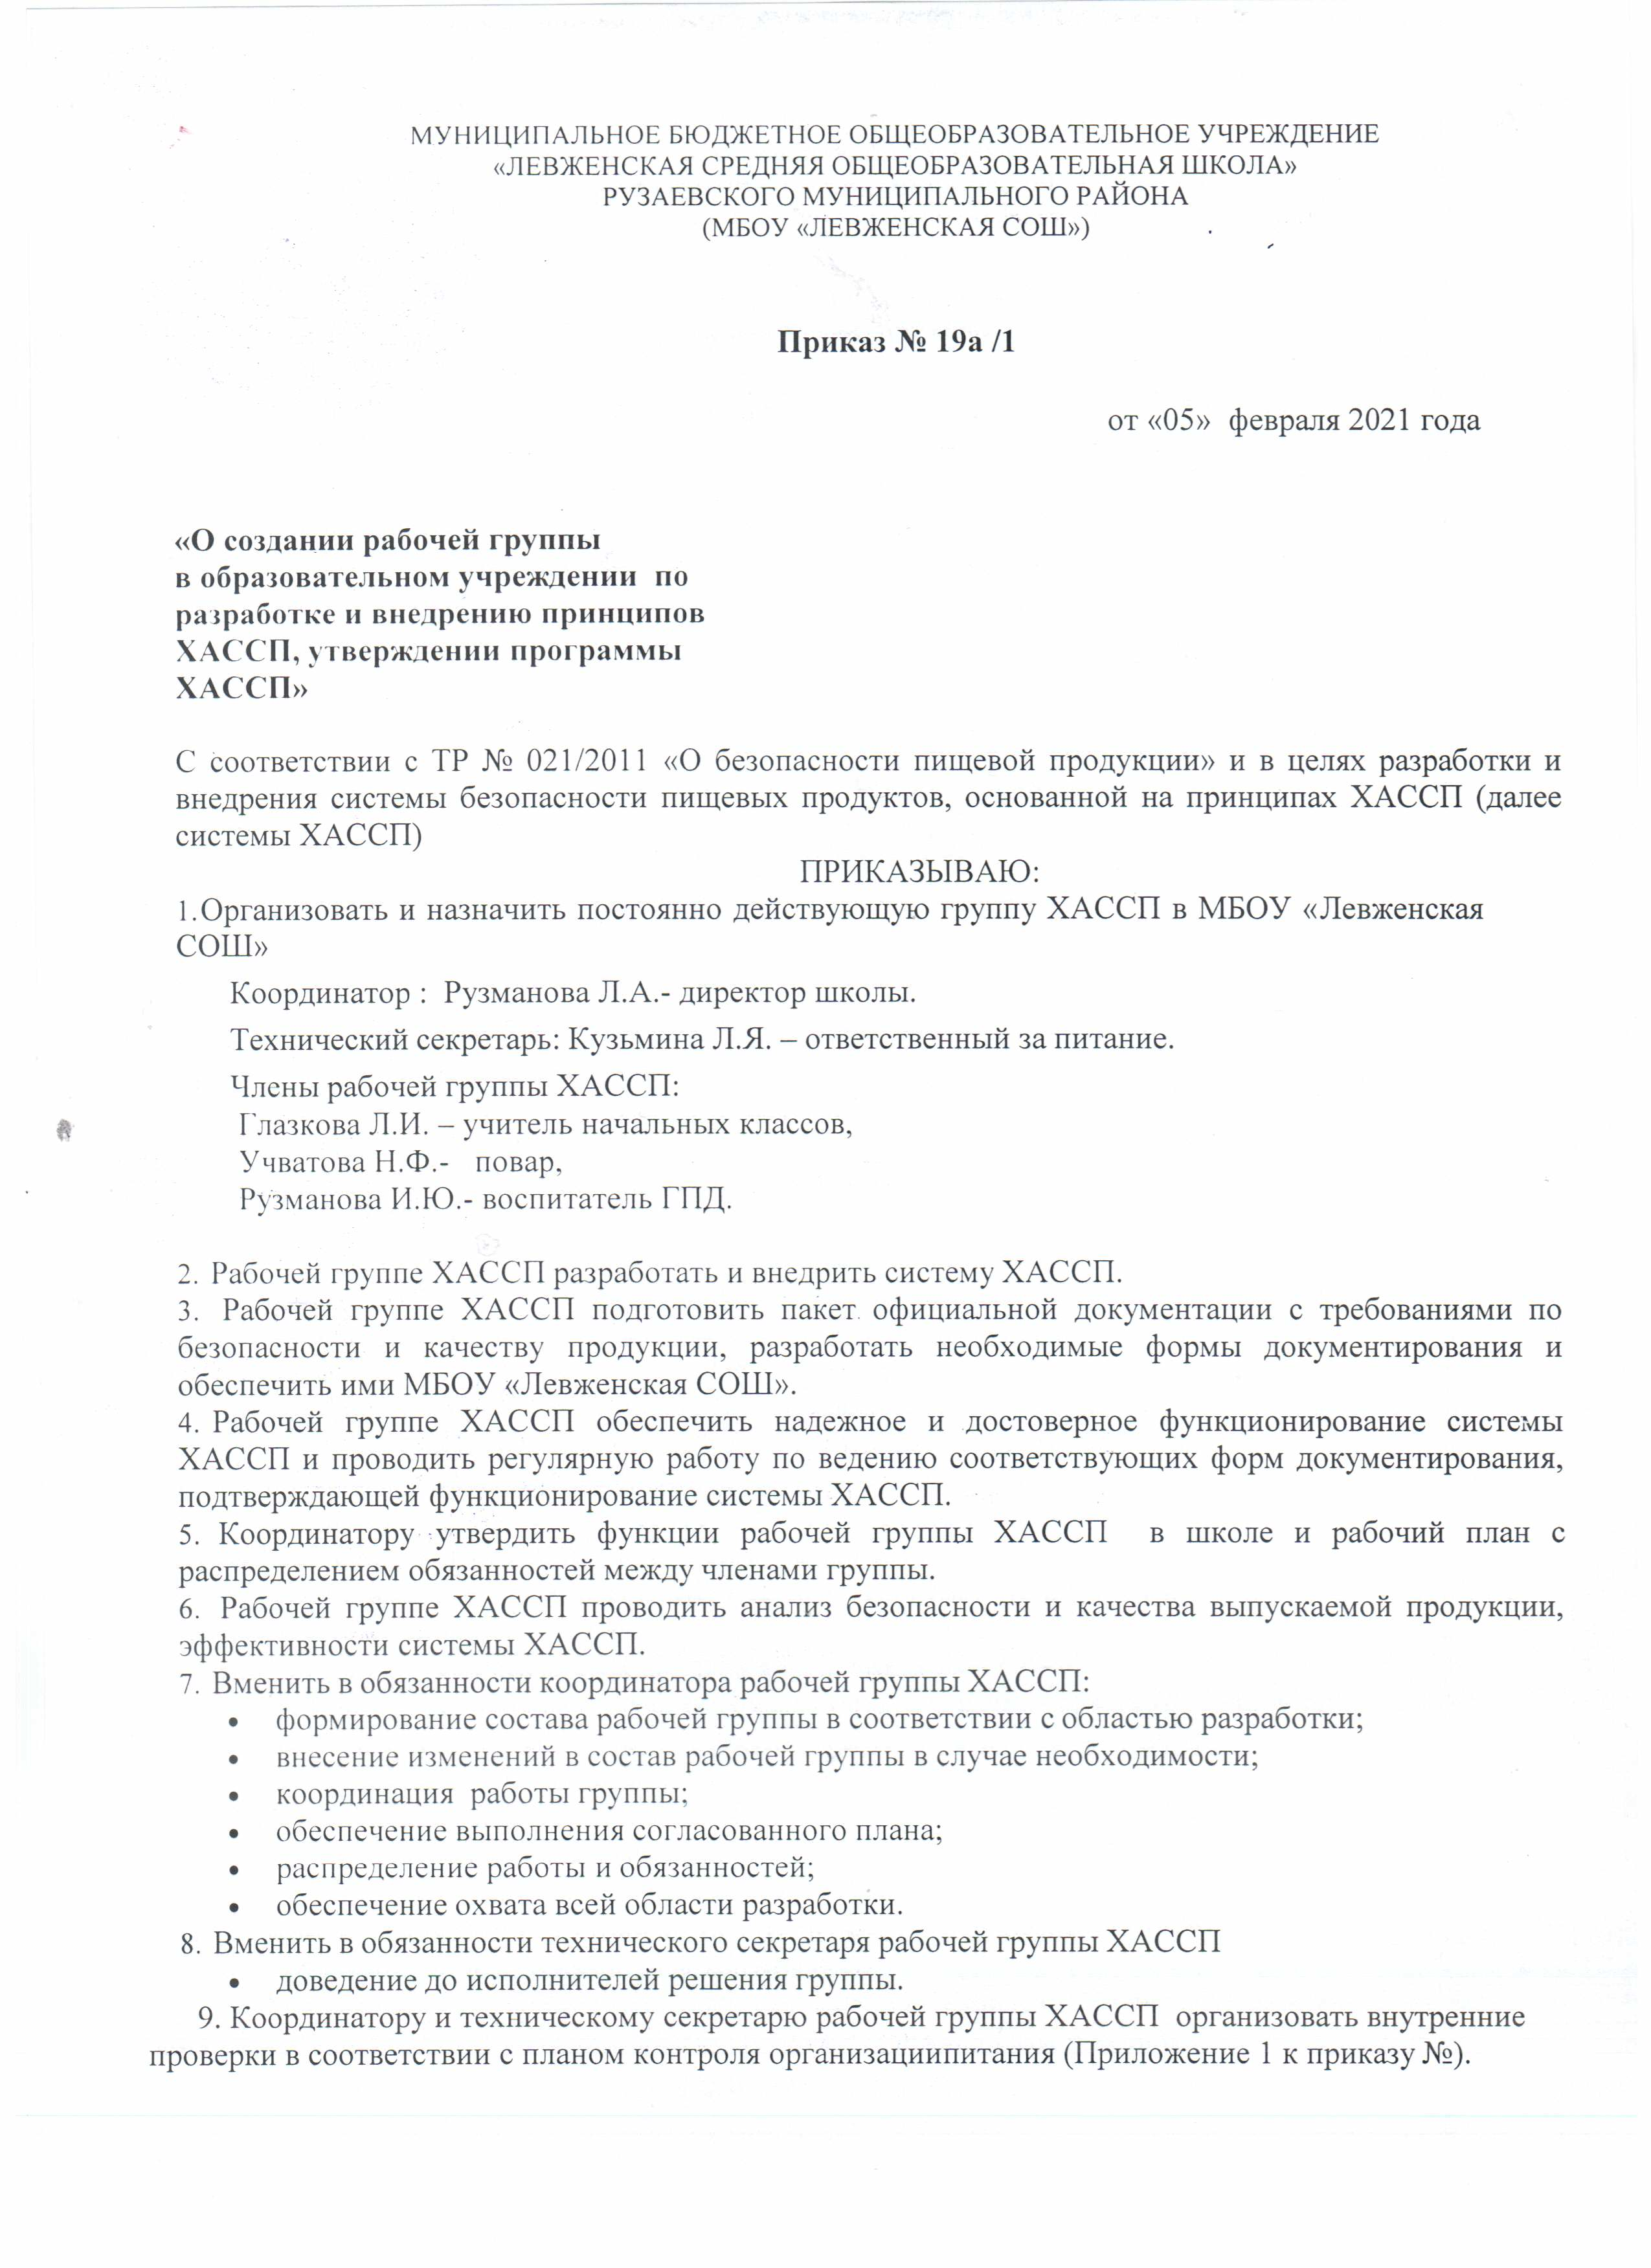 МУНИЦИПАЛЬНОЕ БЮДЖЕТНОЕ ОБЩЕОБРАЗОВАТЕЛЬНОЕ УЧРЕЖДЕНИЕ
«ЛЕВЖЕНСКАЯ СРЕДНЯЯ ОБЩЕОБРАЗОВАТЕЛЬНАЯ ШКОЛА»
РУЗАЕВСКОГО МУНИЦИПАЛЬНОГО РАЙОНА
(МБОУ «ЛЕВЖЕНСКАЯ СОШ»)
Приказ № 19а /1
от «05» февраля 2021 года
«О создании рабочей группы
в образовательном учреждении по
разработке и внедрению принципов
ХАССП, утверждении программы
ХАССП»
С соответствии с ТР № 021/2011 «О безопасности пищевой продукции» и в целях разработки и
внедрения системы безопасности пищевых продуктов, основанной на принципах ХАССП (далее
системы ХАССП)
ПРИКАЗЫВАЮ:
1.Организовать и назначить постоянно действующую группу ХАССП в МБОУ «Левженская
СОШ»
Координатор : Рузманова Л.А.- директор школы.
Технический секретарь: Кузьмина Л.Я. – ответственный за питание.
Члены рабочей группы ХАССП:
Глазкова Л.И. – учитель начальных классов,
Учватова Н.Ф.- повар,
Рузманова И.Ю.- воспитатель ГПД.
2. Рабочей группе ХАССП разработать и внедрить систему ХАССП.
3. Рабочей группе ХАССП подготовить пакет официальной документации с требованиями по
безопасности и качеству продукции, разработать необходимые формы документирования и
обеспечить ими МБОУ «Левженская СОШ».
4. Рабочей группе ХАССП обеспечить надежное и достоверное функционирование системы
ХАССП и проводить регулярную работу по ведению соответствующих форм документирования,
подтверждающей функционирование системы ХАССП.
5. Координатору утвердить функции рабочей группы ХАССП в школе и рабочий план с
распределением обязанностей между членами группы.
6. Рабочей группе ХАССП проводить анализ безопасности и качества выпускаемой продукции,
эффективности системы ХАССП.
7. Вменить в обязанности координатора рабочей группы ХАССП:
• формирование состава рабочей группы в соответствии с областью разработки;
• внесение изменений в состав рабочей группы в случае необходимости;
• координация работы группы;
• обеспечение выполнения согласованного плана;
• распределение работы и обязанностей;
• обеспечение охвата всей области разработки.
8. Вменить в обязанности технического секретаря рабочей группы ХАССП
• доведение до исполнителей решения группы.
9. Координатору и техническому секретарю рабочей группы ХАССП организовать внутренние
проверки в соответствии с планом контроля организациипитания (Приложение 1 к приказу №).